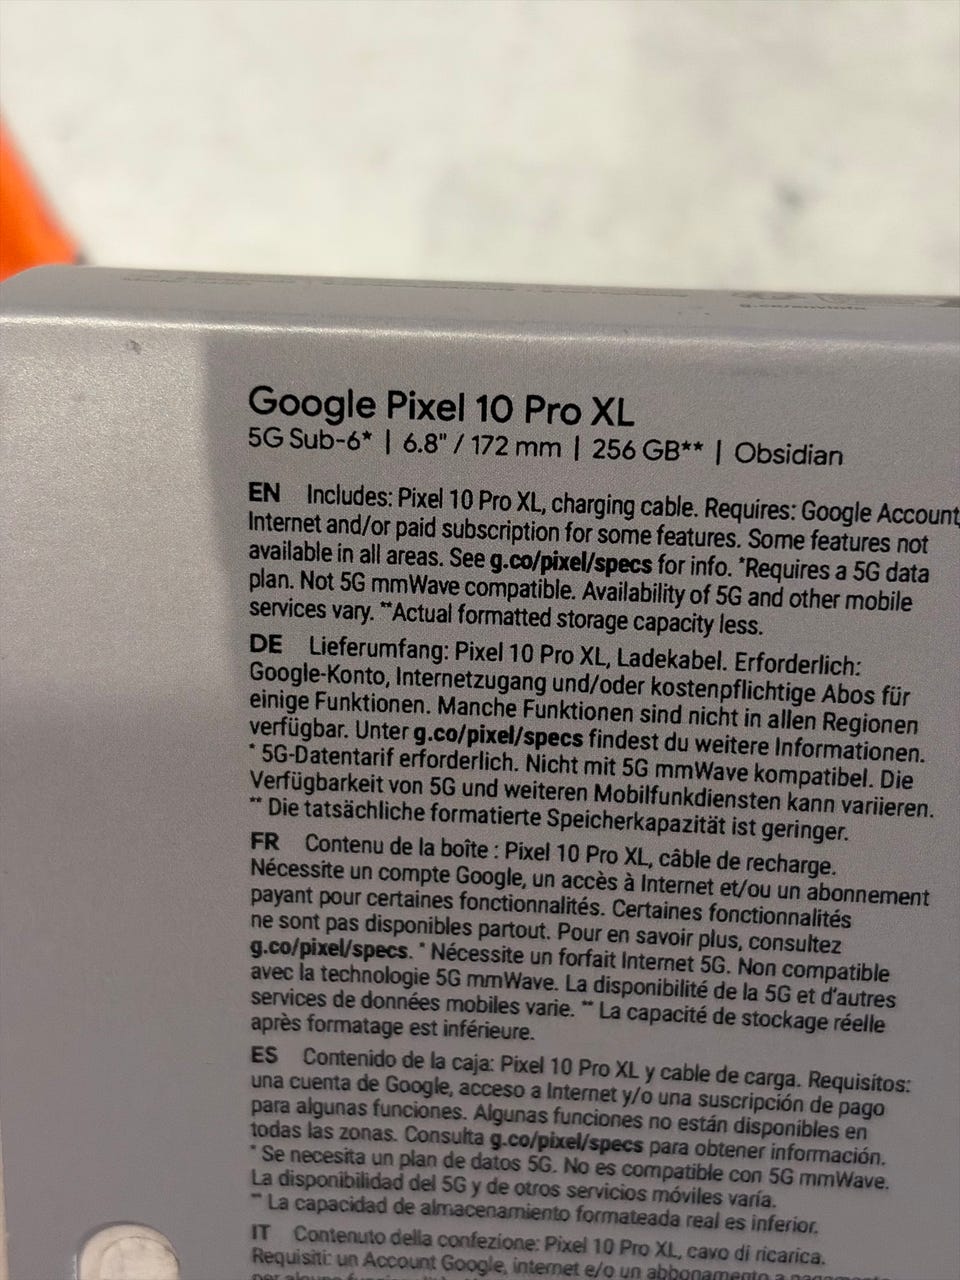 Google Pixel 10 Pro XL
5G Sub-6* | 6.8" / 172 mm | 256 GB** | Obsidian
EN Includes: Pixel 10 Pro XL, charging cable. Requires: Google Account,
Internet and/or paid subscription for some features. Some features not
available in all areas. See g.co/pixel/specs for info. *Requires a 5G data
plan. Not 5G mmWave compatible. Availability of 5G and other mobile
services vary. **Actual formatted storage capacity less.
DE Lieferumfang: Pixel 10 Pro XL, Ladekabel. Erforderlich:
Google-Konto, Internetzugang und/oder kostenpflichtige Abos für
einige Funktionen. Manche Funktionen sind nicht in allen Regionen
verfügbar. Unter g.co/pixel/specs findest du weitere Informationen.
* 5G-Datentarif erforderlich. Nicht mit 5G mmWave kompatibel. Die
Verfügbarkeit von 5G und weiteren Mobilfunkdiensten kann variieren.
** Die tatsächliche formatierte Speicherkapazität ist geringer.
FR Contenu de la boîte : Pixel 10 Pro XL, câble de recharge.
Nécessite un compte Google, un accès à Internet et/ou un abonnement
payant pour certaines fonctionnalités. Certaines fonctionnalités
ne sont pas disponibles partout. Pour en savoir plus, consultez
g.co/pixel/specs. * Nécessite un forfait Internet 5G. Non compatible
avec la technologie 5G mmWave. La disponibilité de la 5G et d'autres
services de données mobiles varie. ** La capacité de stockage réelle
après formatage est inférieure.
ES Contenido de la caja: Pixel 10 Pro XL y cable de carga. Requisitos:
una cuenta de Google, acceso a Internet y/o una suscripción de pago
para algunas funciones. Algunas funciones no están disponibles en
todas las zonas. Consulta g.co/pixel/specs para obtener información.
* Se necesita un plan de datos 5G. No es compatible con 5G mmWave.
La disponibilidad del 5G y de otros servicios móviles varía.
** La capacidad de almacenamiento formateada real es inferior.
IT Contenuto della confezione: Pixel 10 Pro XL, cavo di ricarica.
Requisiti: un Account Google, internet e/o un abbonamento a pagamento